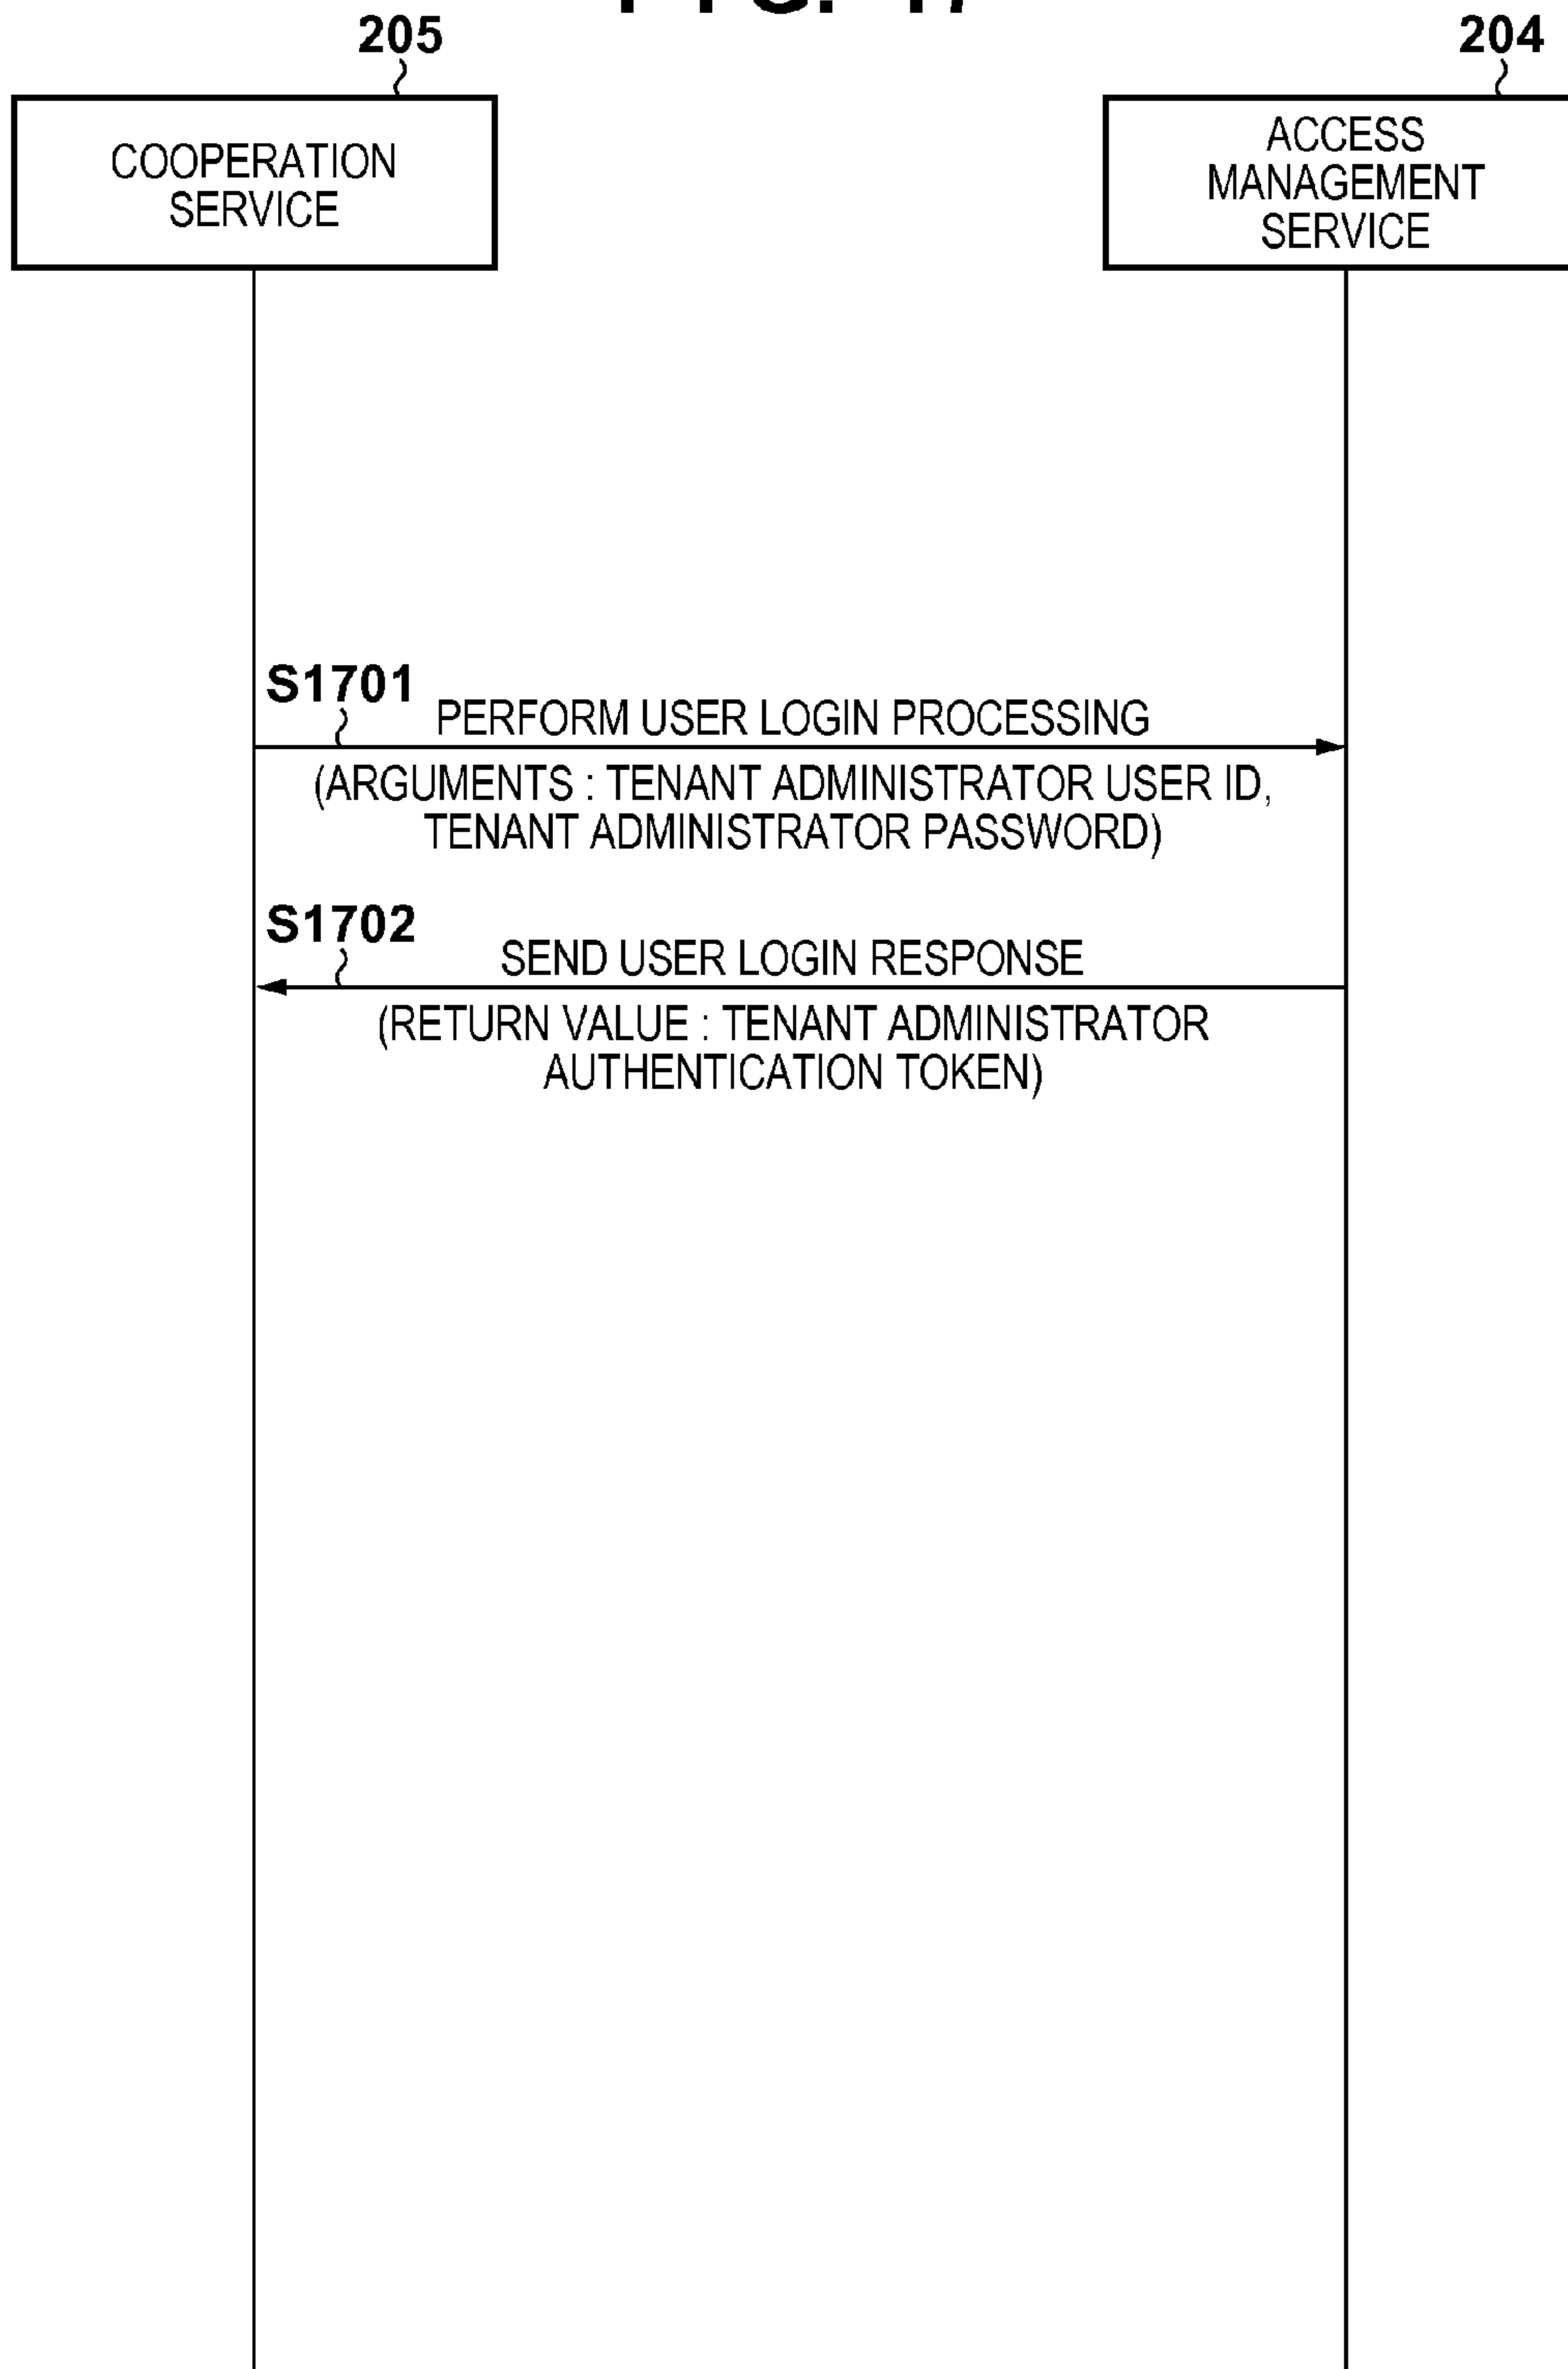 205
204
COOPERATION
SERVICE
ACCESS
MANAGEMENT
SERVICE
S1701
PERFORM USER LOGIN PROCESSING
(ARGUMENTS : TENANT ADMINISTRATOR USER ID,
TENANT ADMINISTRATOR PASSWORD)
S1702
SEND USER LOGIN RESPONSE
(RETURN VALUE : TENANT ADMINISTRATOR
AUTHENTICATION TOKEN)